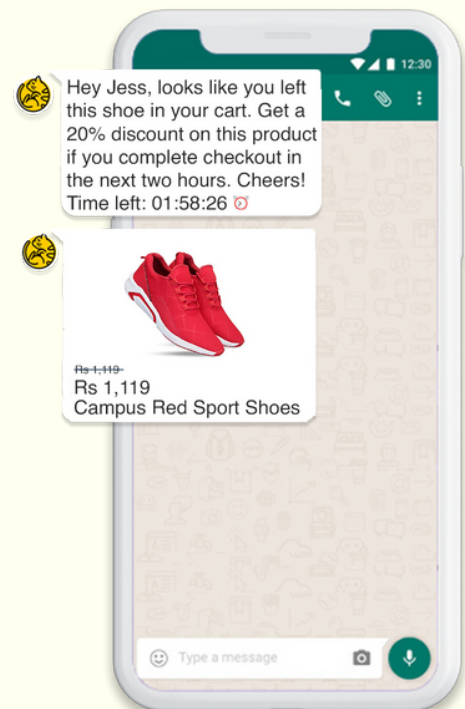 12:30
Hey Jess, looks like you left
this shoe in your cart. Get a
20% discount on this product
if you complete checkout in
the next two hours. Cheers!
Time left: 01:58:26
Rs 1,119
Rs 1,119
Campus Red Sport Shoes
Type a message